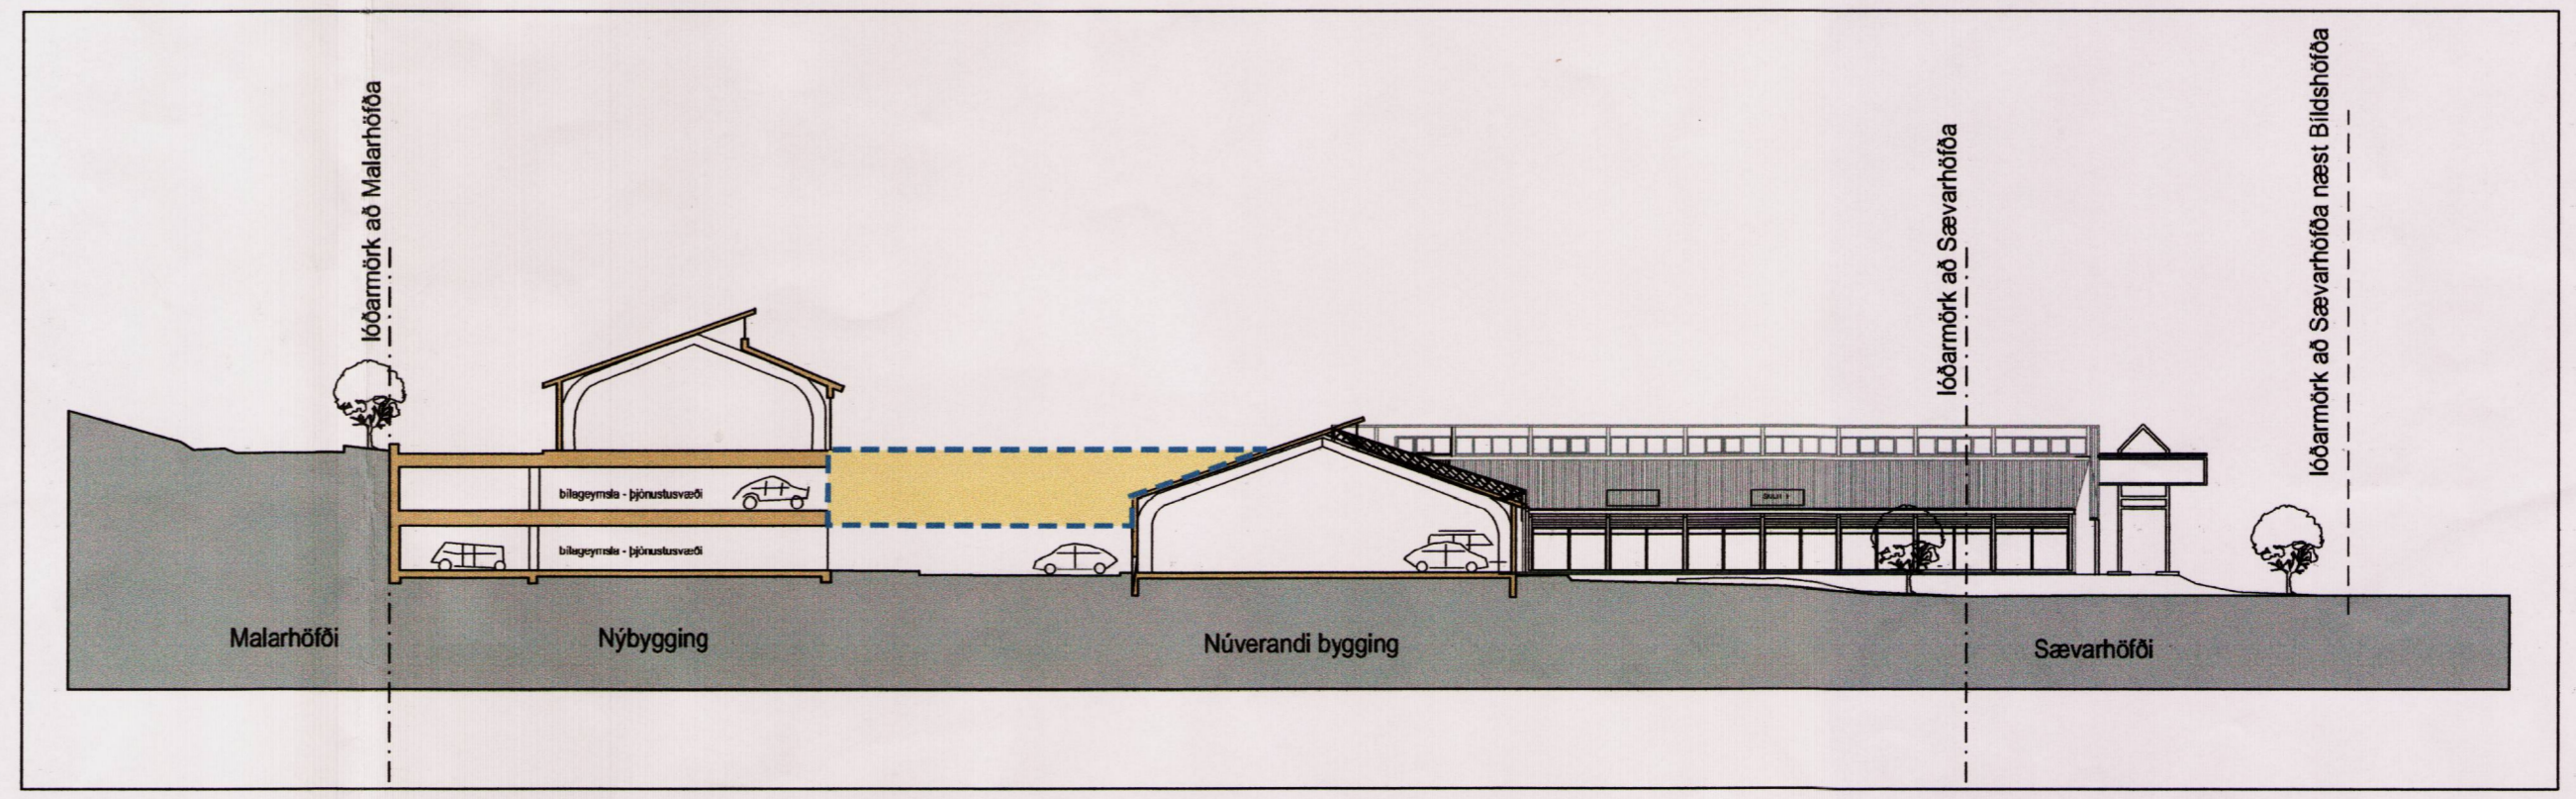 lóðarmörk að Malarhöfða
lóðarmörk að Sævarhöfða
lóðarmörk að Sævarhöfða næst Bíldshöfða
bílageymsla - þjónustusvæði
bílageymsla - þjónustusvæði
Malarhöfði
Nýbygging
Núverandi bygging
Sævarhöfði